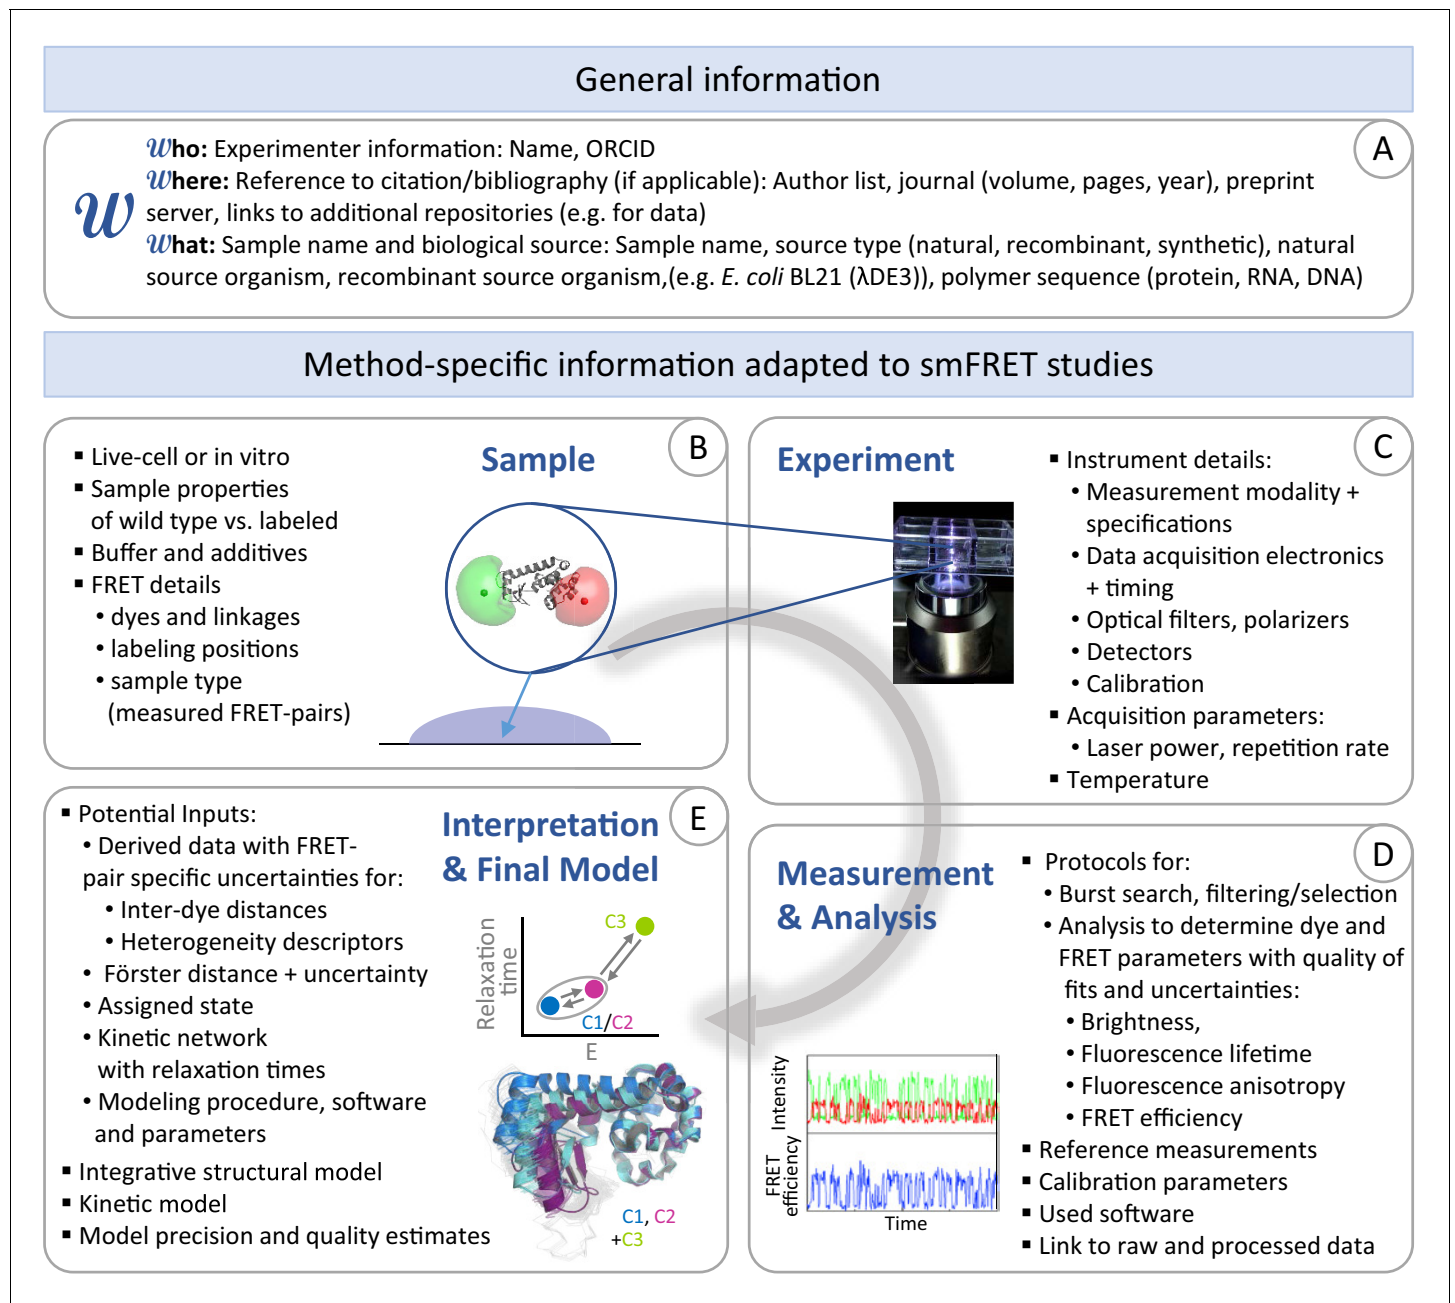 General information
A
Who: Experimenter information: Name, ORCID
Where: Reference to citation/bibliography (if applicable): Author list, journal (volume, pages, year), preprint
server, links to additional repositories (e.g. for data)
W
What: Sample name and biological source: Sample name, source type (natural, recombinant, synthetic), natural
source organism, recombinant source organism,(e.g. E. coli BL21 (λDE3)), polymer sequence (protein, RNA, DNA)
Method-specific information adapted to smFRET studies
B
Sample
▪ Live-cell or in vitro
▪ Sample properties
of wild type vs. labeled
▪ Buffer and additives
▪ FRET details
• dyes and linkages
• labeling positions
• sample type
(measured FRET-pairs)
C
Experiment
▪ Instrument details:
• Measurement modality +
specifications
• Data acquisition electronics
+ timing
• Optical filters, polarizers
• Detectors
• Calibration
▪ Acquisition parameters:
• Laser power, repetition rate
▪ Temperature
D
Measurement
& Analysis
▪ Protocols for:
• Burst search, filtering/selection
• Analysis to determine dye and
FRET parameters with quality of
fits and uncertainties:
• Brightness,
• Fluorescence lifetime
• Fluorescence anisotropy
• FRET efficiency
▪ Reference measurements
▪ Calibration parameters
▪ Used software
▪ Link to raw and processed data
Intensity
FRET
efficiency
Time
E
Interpretation
& Final Model
▪ Potential Inputs:
• Derived data with FRET-
pair specific uncertainties for:
• Inter-dye distances
• Heterogeneity descriptors
• Förster distance + uncertainty
• Assigned state
• Kinetic network
with relaxation times
• Modeling procedure, software
and parameters
▪ Integrative structural model
▪ Kinetic model
▪ Model precision and quality estimates
Relaxation
time
C3
C1/C2
E
C1, C2
+C3